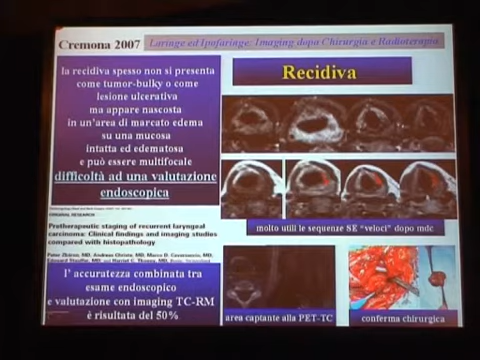 Cremona 2007
Laringe ed Ipofaringe: Imaging dopo Chirurgia e Radioterapia
la recidiva spesso non si presenta
come tumor-bulky o come
lesione ulcerativa
ma appare nascosta
in un'area di marcato edema
su una mucosa
intatta ed edematosa
e può essere multifocale
difficoltà ad una valutazione
endoscopica
Recidiva
molto utili le sequenze SE "veloci" dopo mdc
ORIGINAL RESEARCH
Pretherapeutic staging of recurrent laryngeal
carcinoma: Clinical findings and imaging studies
compared with histopathology
l' accuratezza combinata tra
esame endoscopico
e valutazione con imaging TC-RM
è risultata del 50%
area captante alla PET-TC
conferma chirurgica